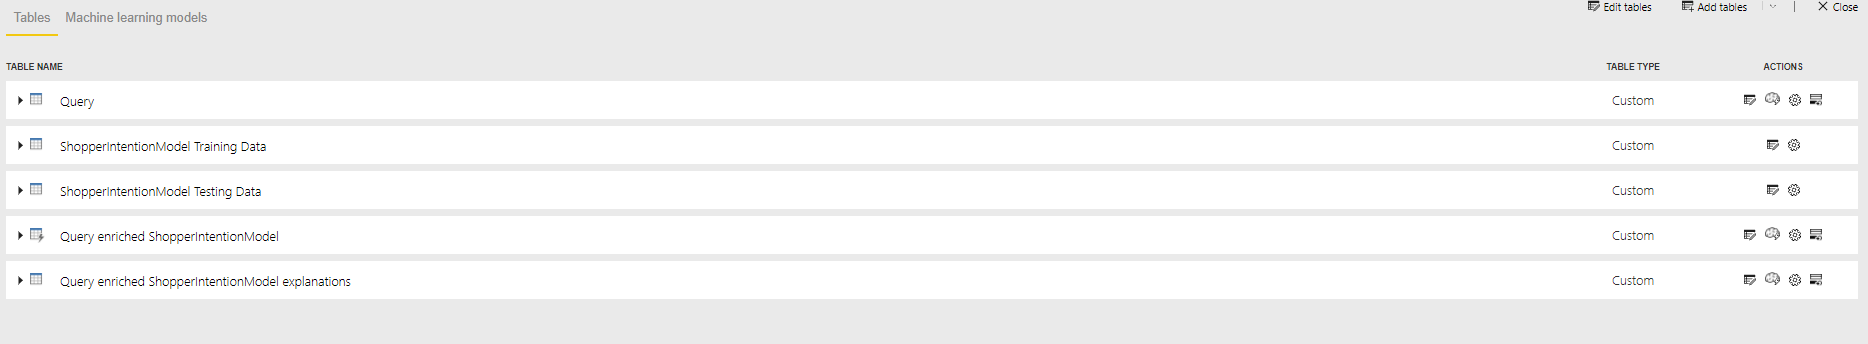 Tables Machine learning models Edit tables Add tables | Close
TABLE NAME TABLE TYPE ACTIONS
Query Custom
ShopperIntentionModel Training Data Custom
ShopperIntentionModel Testing Data Custom
Query enriched ShopperIntentionModel Custom
Query enriched ShopperIntentionModel explanations Custom